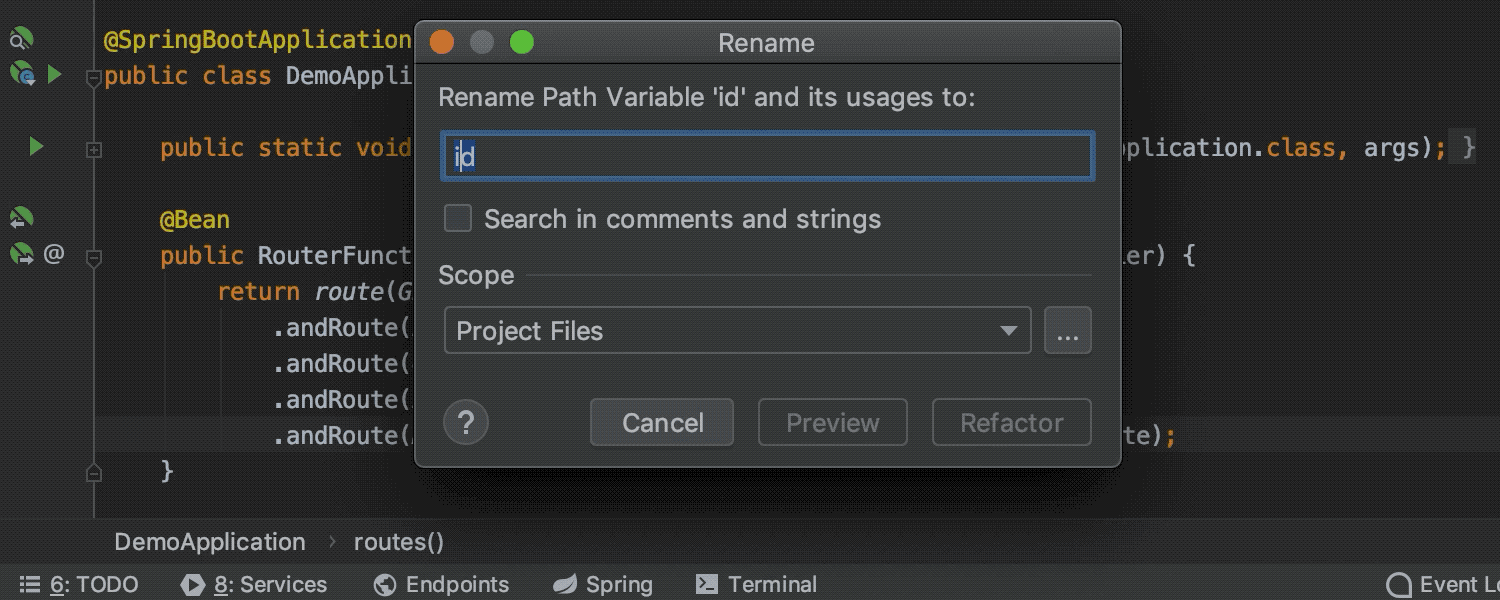 @SpringBootApplication
Rename
public class DemoAppli
Rename Path Variable 'id' and its usages to:
public static void
plication.class, args); }
id
@Bean
Search in comments and strings
public RouterFunct
er) {
Scope
return route(G
.andRoute(
Project Files
...
.andRoute(
.andRoute(
? Cancel Preview Refactor
.andRoute(
te);
}
DemoApplication › routes()
6: TODO 8: Services Endpoints Spring Terminal Event Lo